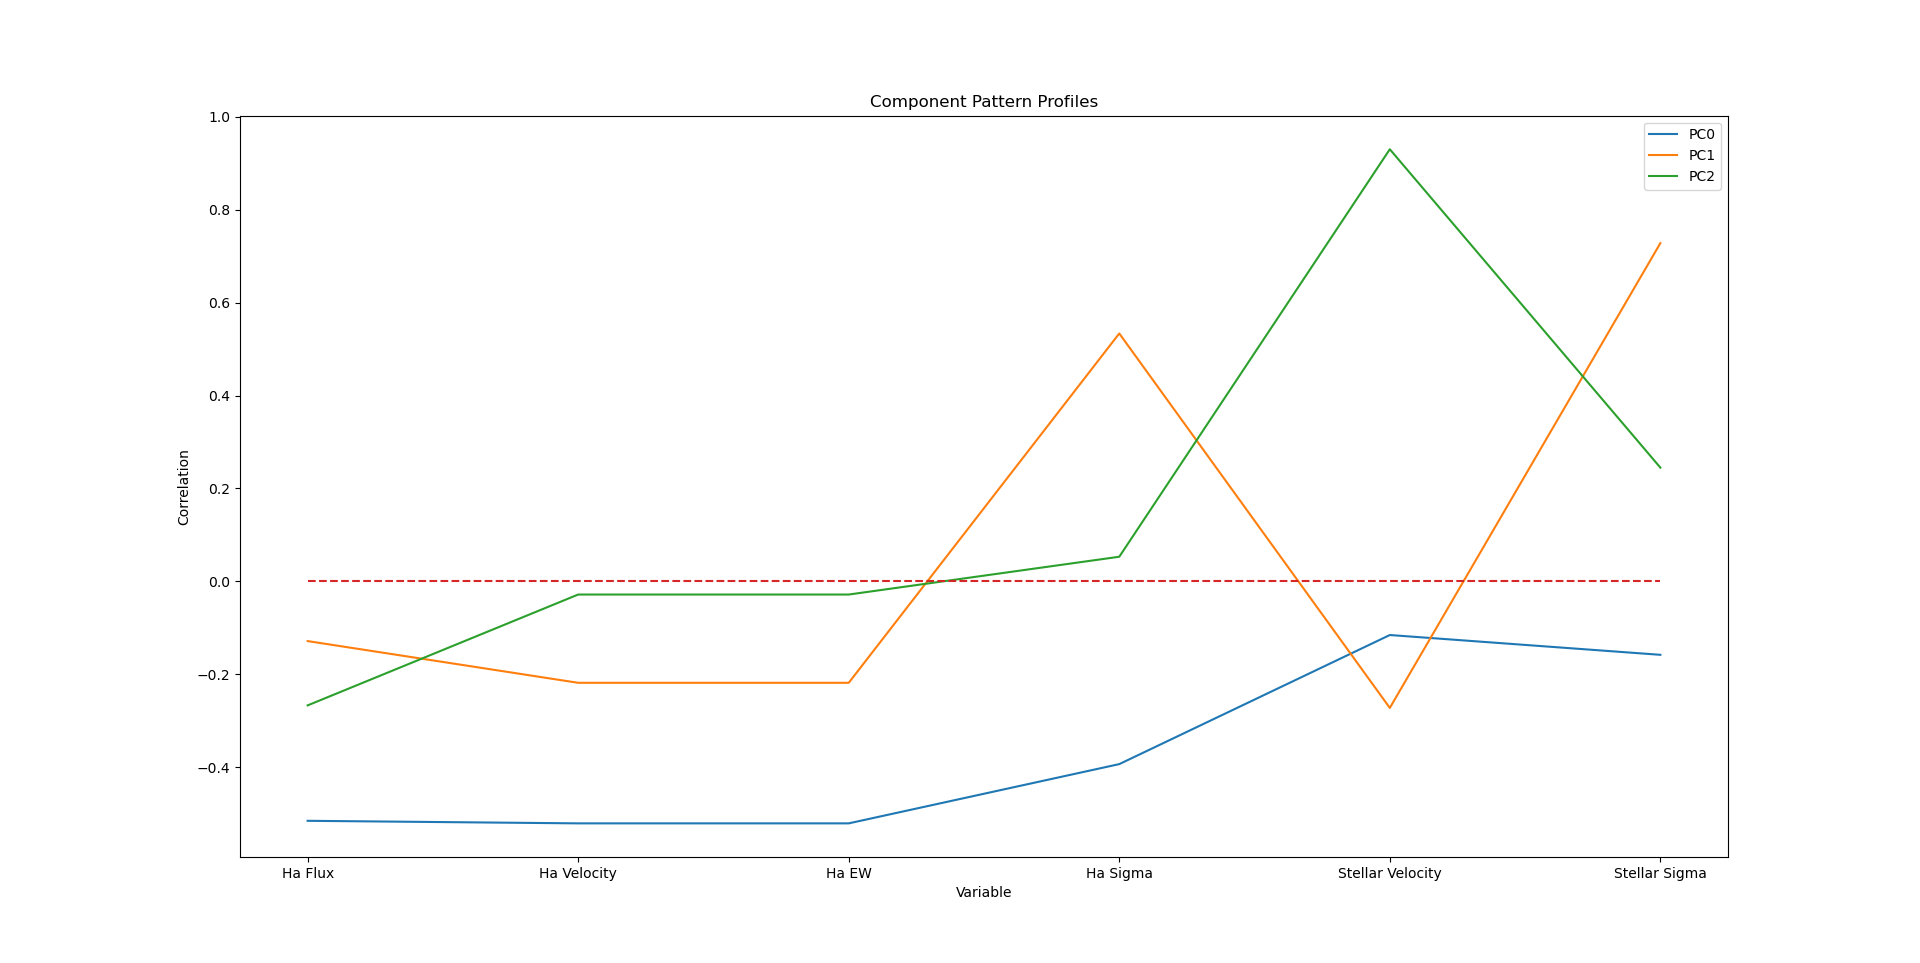 Component Pattern Profiles
1.0
0.8
0.6
0.4
0.2
0.0
−0.2
−0.4
Correlation
PC0
PC1
PC2
Ha Flux
Ha Velocity
Ha EW
Ha Sigma
Stellar Velocity
Stellar Sigma
Variable